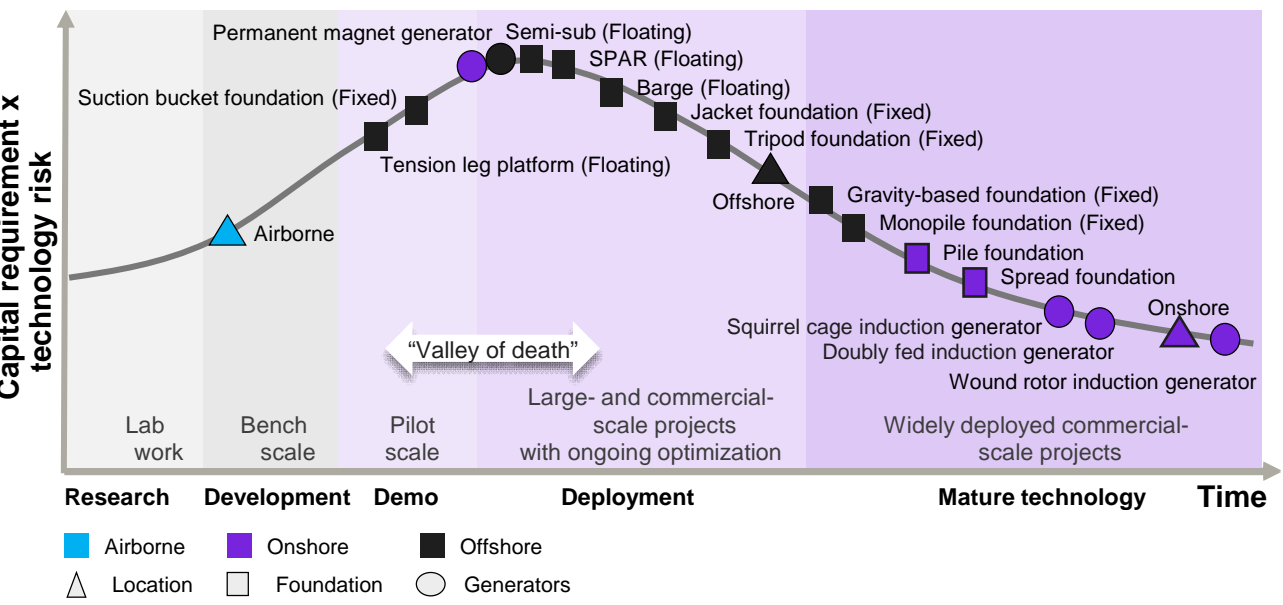 Capital requirement x
technology risk
Permanent magnet generator
Semi-sub (Floating)
SPAR (Floating)
Suction bucket foundation (Fixed)
Barge (Floating)
Jacket foundation (Fixed)
Tripod foundation (Fixed)
Tension leg platform (Floating)
Offshore
Gravity-based foundation (Fixed)
Monopile foundation (Fixed)
Airborne
Pile foundation
Spread foundation
Onshore
Squirrel cage induction generator
Doubly fed induction generator
Wound rotor induction generator
“Valley of death”
Lab
work
Bench
scale
Pilot
scale
Large- and commercial-
scale projects
with ongoing optimization
Widely deployed commercial-
scale projects
Research
Development
Demo
Deployment
Mature technology
Time
Airborne
Onshore
Offshore
Location
Foundation
Generators